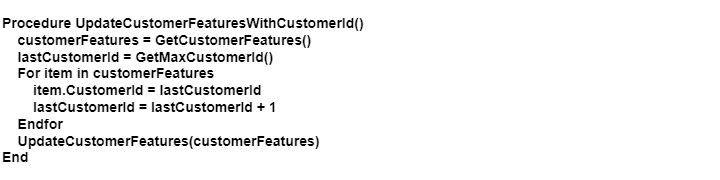 Procedure UpdateCustomerFeaturesWithCustomerId()
customerFeatures = GetCustomerFeatures()
lastCustomerId = GetMaxCustomerId()
For item in customerFeatures
item.CustomerId = lastCustomerId
lastCustomerId = lastCustomerId + 1
Endfor
UpdateCustomerFeatures(customerFeatures)
End